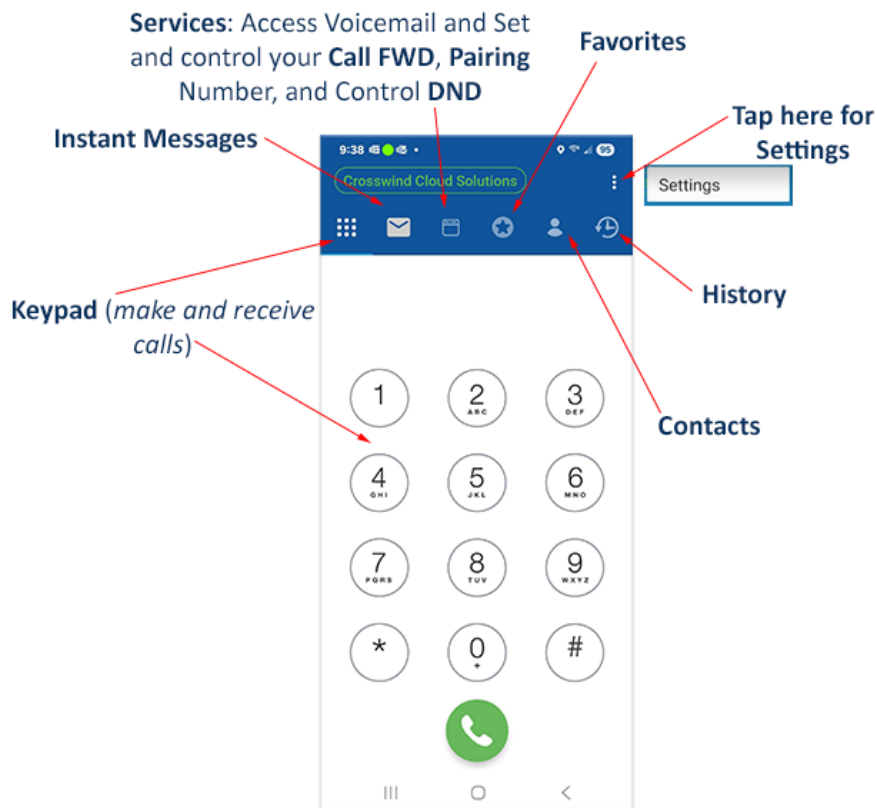 Services: Access Voicemail and Set
and control your Call FWD, Pairing
Number, and Control DND
Favorites
Instant Messages
Tap here for
Settings
9:38
95
Crosswind Cloud Solutions
Settings
History
Keypad (make and receive
calls)
Contacts
1
2
ABC
3
DEF
4
GHI
5
JKL
6
MNO
7
PQRS
8
TUV
9
WXYZ
*
0
+
#